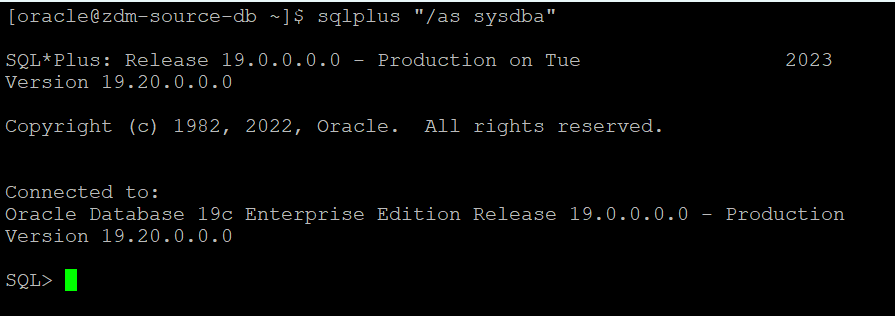 [oracle@zdm-source-db ~]$ sqlplus "/as sysdba"
SQL*Plus: Release 19.0.0.0.0 - Production on Tue 2023
Version 19.20.0.0.0
Copyright (c) 1982, 2022, Oracle.  All rights reserved.
Connected to:
Oracle Database 19c Enterprise Edition Release 19.0.0.0.0 - Production
Version 19.20.0.0.0
SQL>